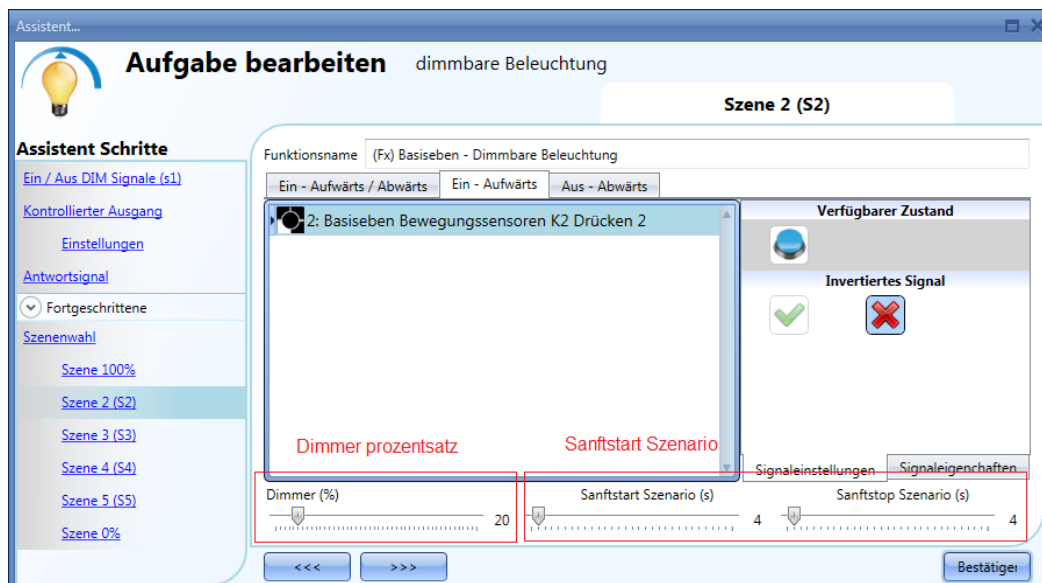 Assistent...
Aufgabe bearbeiten dimmbare Beleuchtung
Szene 2 (S2)
Assistent Schritte
Ein / Aus DIM Signale (s1)
Kontrollierter Ausgang
Einstellungen
Antwortsignal
Fortgeschrittene
Szenenwahl
Szene 100%
Szene 2 (S2)
Szene 3 (S3)
Szene 4 (S4)
Szene 5 (S5)
Szene 0%
Funktionsname (Fx) Basiseben - Dimmbare Beleuchtung
Ein - Aufwärts / Abwärts Ein - Aufwärts Aus - Abwärts
2: Basiseben Bewegungssensoren K2 Drücken 2
Verfügbarer Zustand
Invertiertes Signal
Dimmer prozentsatz Sanftstart Szenario
Signaleinstellungen Signaleigenchaften
Dimmer (%) Sanftstart Szenario (s) Sanftstop Szenario (s)
20 4 4
<<< >>> Bestätiger